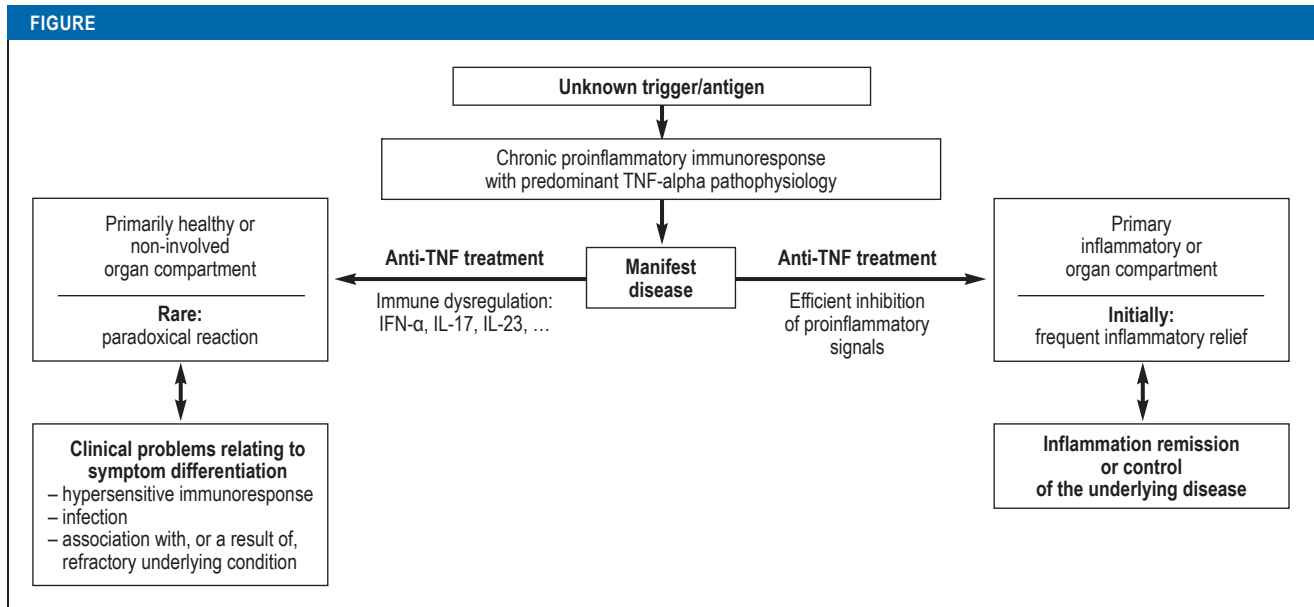 FIGURE
Unknown trigger/antigen
Chronic proinflammatory immunoresponse
with predominant TNF-alpha pathophysiology
Primarily healthy or
non-involved
organ compartment
Rare:
paradoxical reaction
Anti-TNF treatment
Immune dysregulation:
IFN-α, IL-17, IL-23, …
Manifest
disease
Anti-TNF treatment
Efficient inhibition
of proinflammatory
signals
Primary
inflammatory or
organ compartment
Initially:
frequent inflammatory relief
Clinical problems relating to
symptom differentiation
– hypersensitive immunoresponse
– infection
– association with, or a result of,
refractory underlying condition
Inflammation remission
or control
of the underlying disease